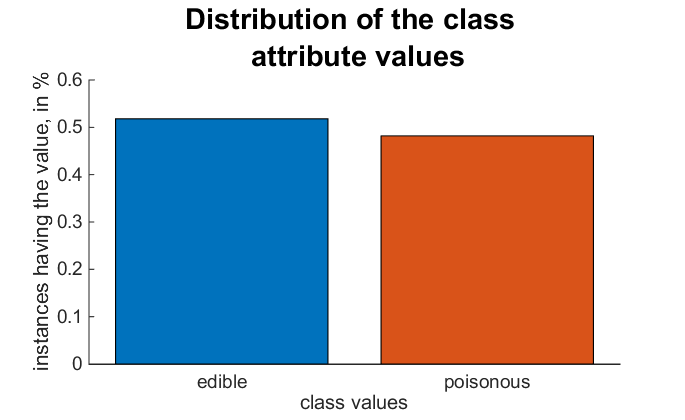 Distribution of the class
attribute values
instances having the value, in %
0.6
0.5
0.4
0.3
0.2
0.1
0
edible poisonous
class values